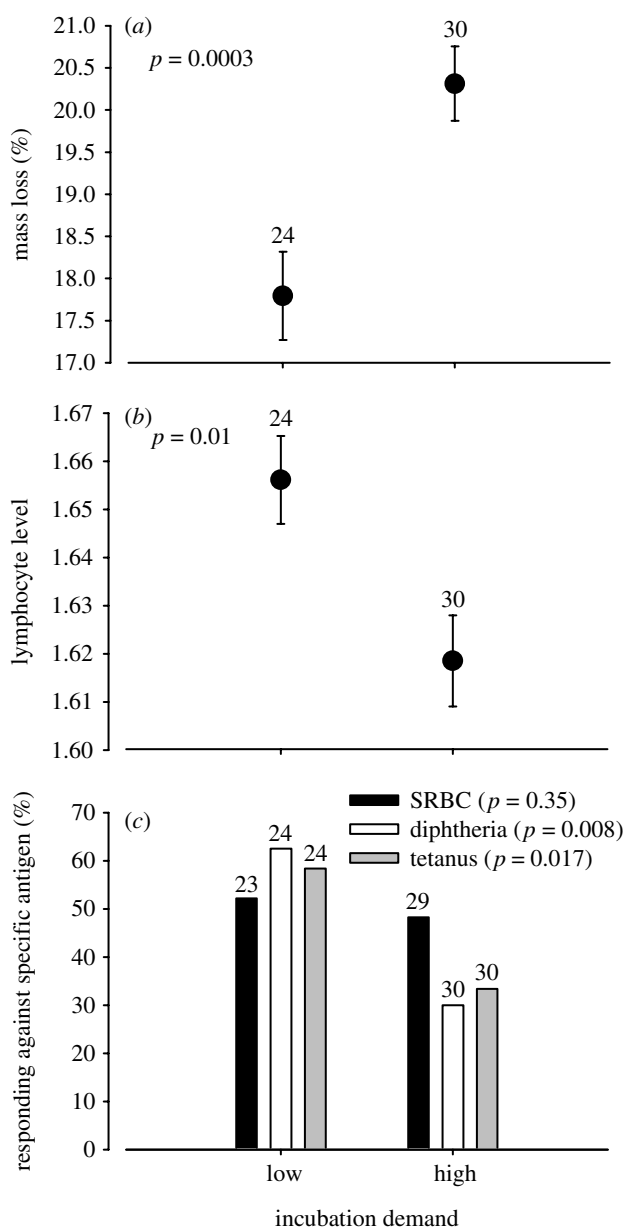 (a)
p = 0.0003
mass loss (%)
21.0
20.5
20.0
19.5
19.0
18.5
18.0
17.5
17.0
24
30
(b)
p = 0.01
lymphocyte level
1.67
1.66
1.65
1.64
1.63
1.62
1.61
1.60
24
30
(c)
responding against specific antigen (%)
70
60
50
40
30
20
10
0
SRBC (p = 0.35)
diphtheria (p = 0.008)
tetanus (p = 0.017)
23
24
24
29
30
30
low
high
incubation demand